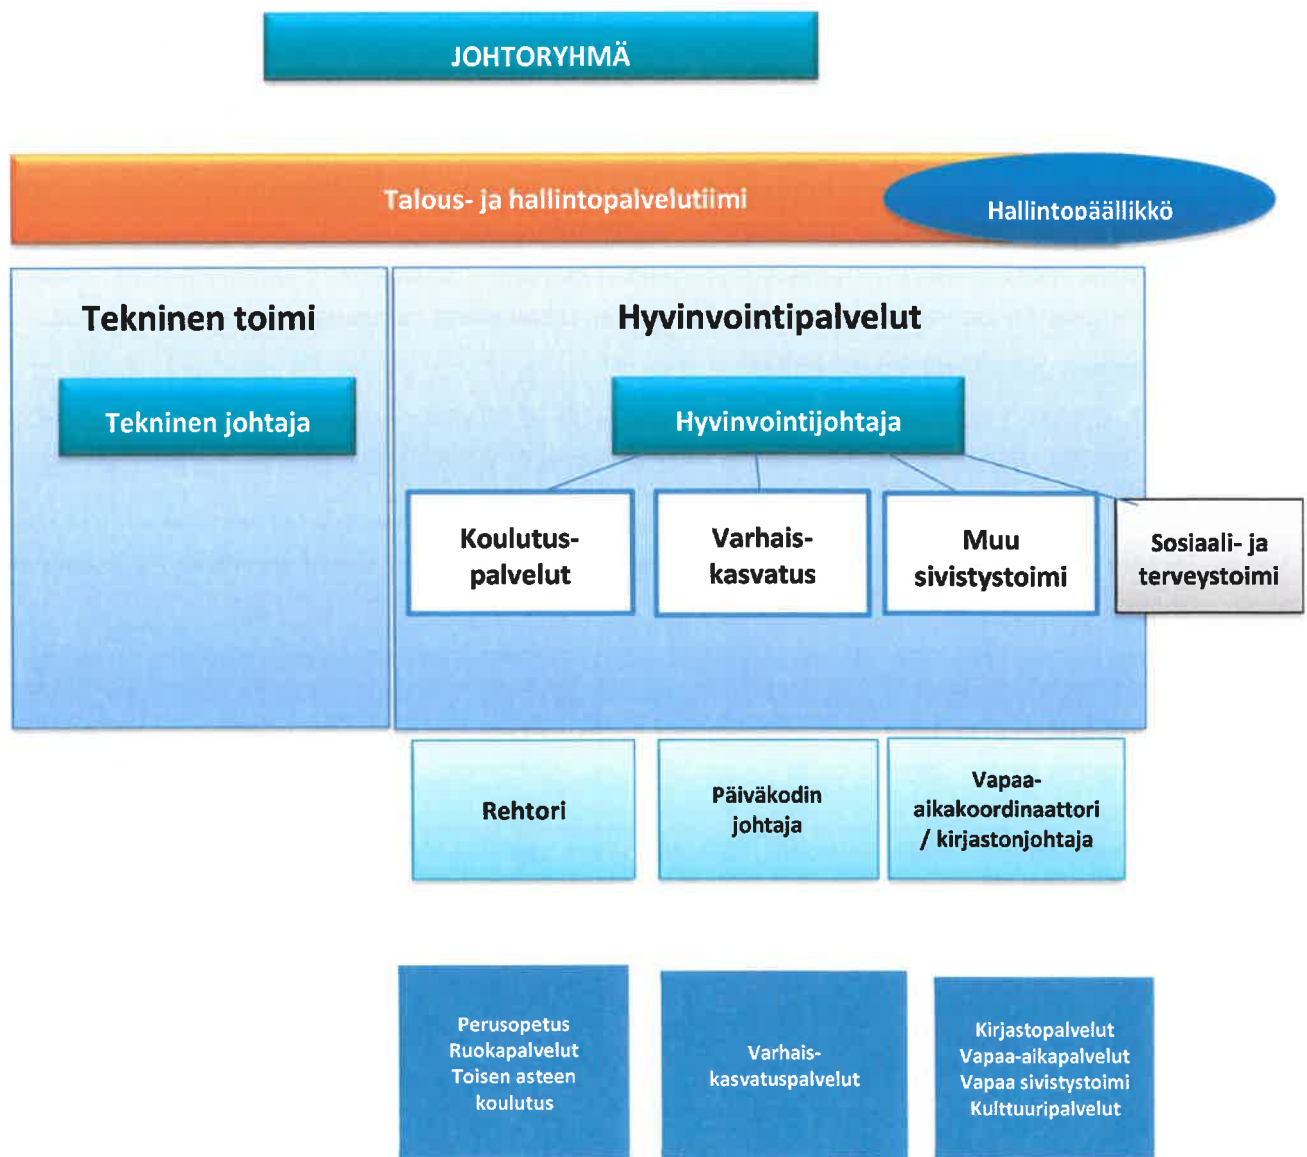 JOHTORYHMÄ
Talous- ja hallintopalvelutiimi
Hallintopäällikkö
Tekninen toimi
Hyvinvointipalvelut
Tekninen johtaja
Hyvinvointijohtaja
Koulutus-
palvelut
Varhais-
kasvatus
Muu
sivistystoimi
Sosiaali- ja
terveystoimi
Rehtori
Päiväkodin
johtaja
Vapaa-
aikakoordinaattori
/ kirjastonjohtaja
Perusopetus
Ruokapalvelut
Toisen asteen
koulutus
Varhais-
kasvatuspalvelut
Kirjastopalvelut
Vapaa-aikapalvelut
Vapaa sivistystoimi
Kulttuuripalvelut